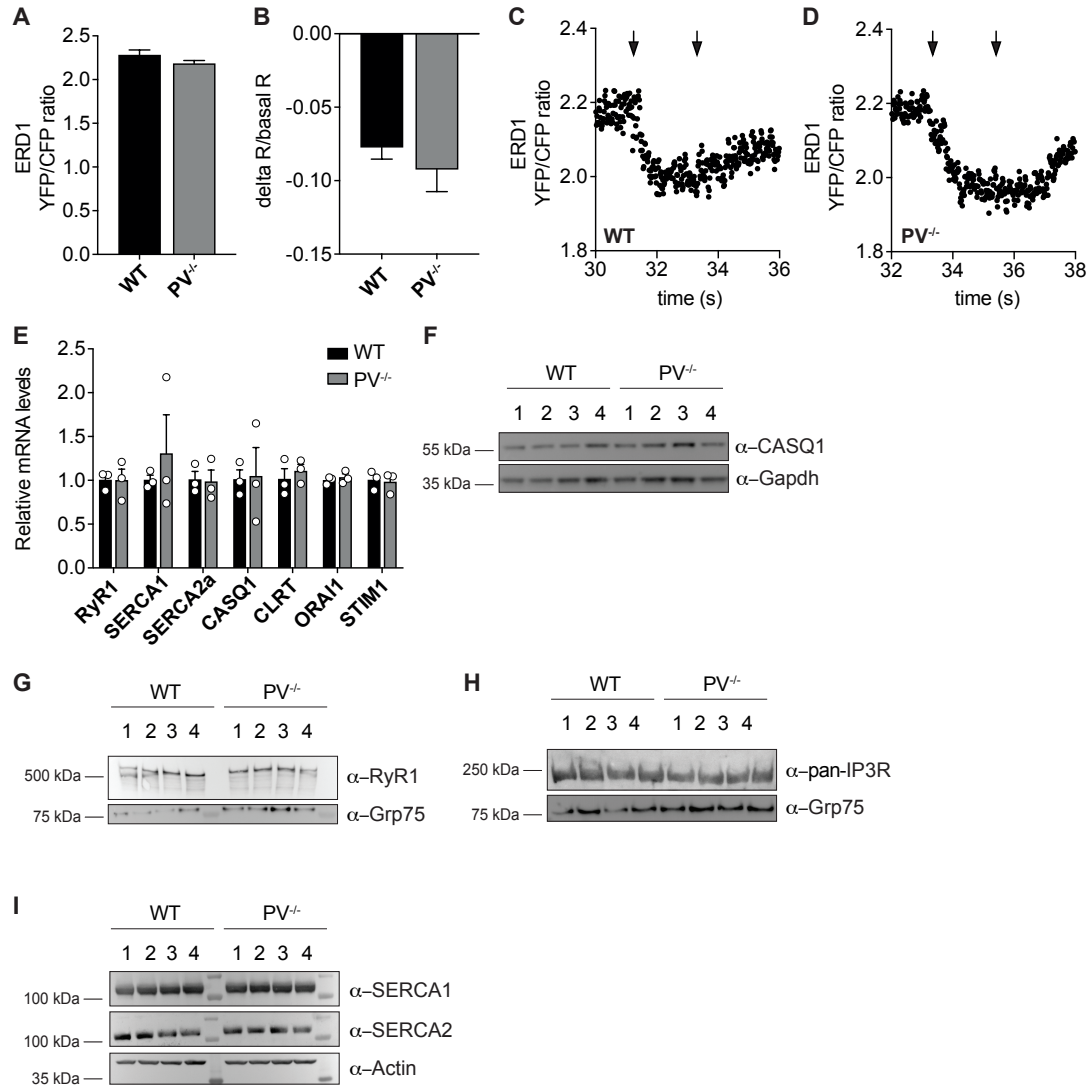 A
ERD1
YFP/CFP ratio
2.5
2.0
1.5
1.0
0.5
0.0
WT
PV-/-
B
delta R/basal R
0.00
-0.05
-0.10
-0.15
WT
PV-/-
C
ERD1
YFP/CFP ratio
2.4
2.2
2.0
1.8
WT
30 32 34 36
time (s)
D
ERD1
YFP/CFP ratio
2.4
2.2
2.0
1.8
PV-/-
32 34 36 38
time (s)
E
Relative mRNA levels
2.5
2.0
1.5
1.0
0.5
0.0
WT
PV-/-
RyR1
SERCA1
SERCA2a
CASQ1
CLRT
ORAI1
STIM1
F
WT PV-/-
1 2 3 4 1 2 3 4
55 kDa α–CASQ1
35 kDa α–Gapdh
G
WT PV-/-
1 2 3 4 1 2 3 4
500 kDa α–RyR1
75 kDa α–Grp75
H
WT PV-/-
1 2 3 4 1 2 3 4
250 kDa α–pan-IP3R
75 kDa α–Grp75
I
WT PV-/-
1 2 3 4 1 2 3 4
100 kDa α–SERCA1
100 kDa α–SERCA2
35 kDa α–Actin